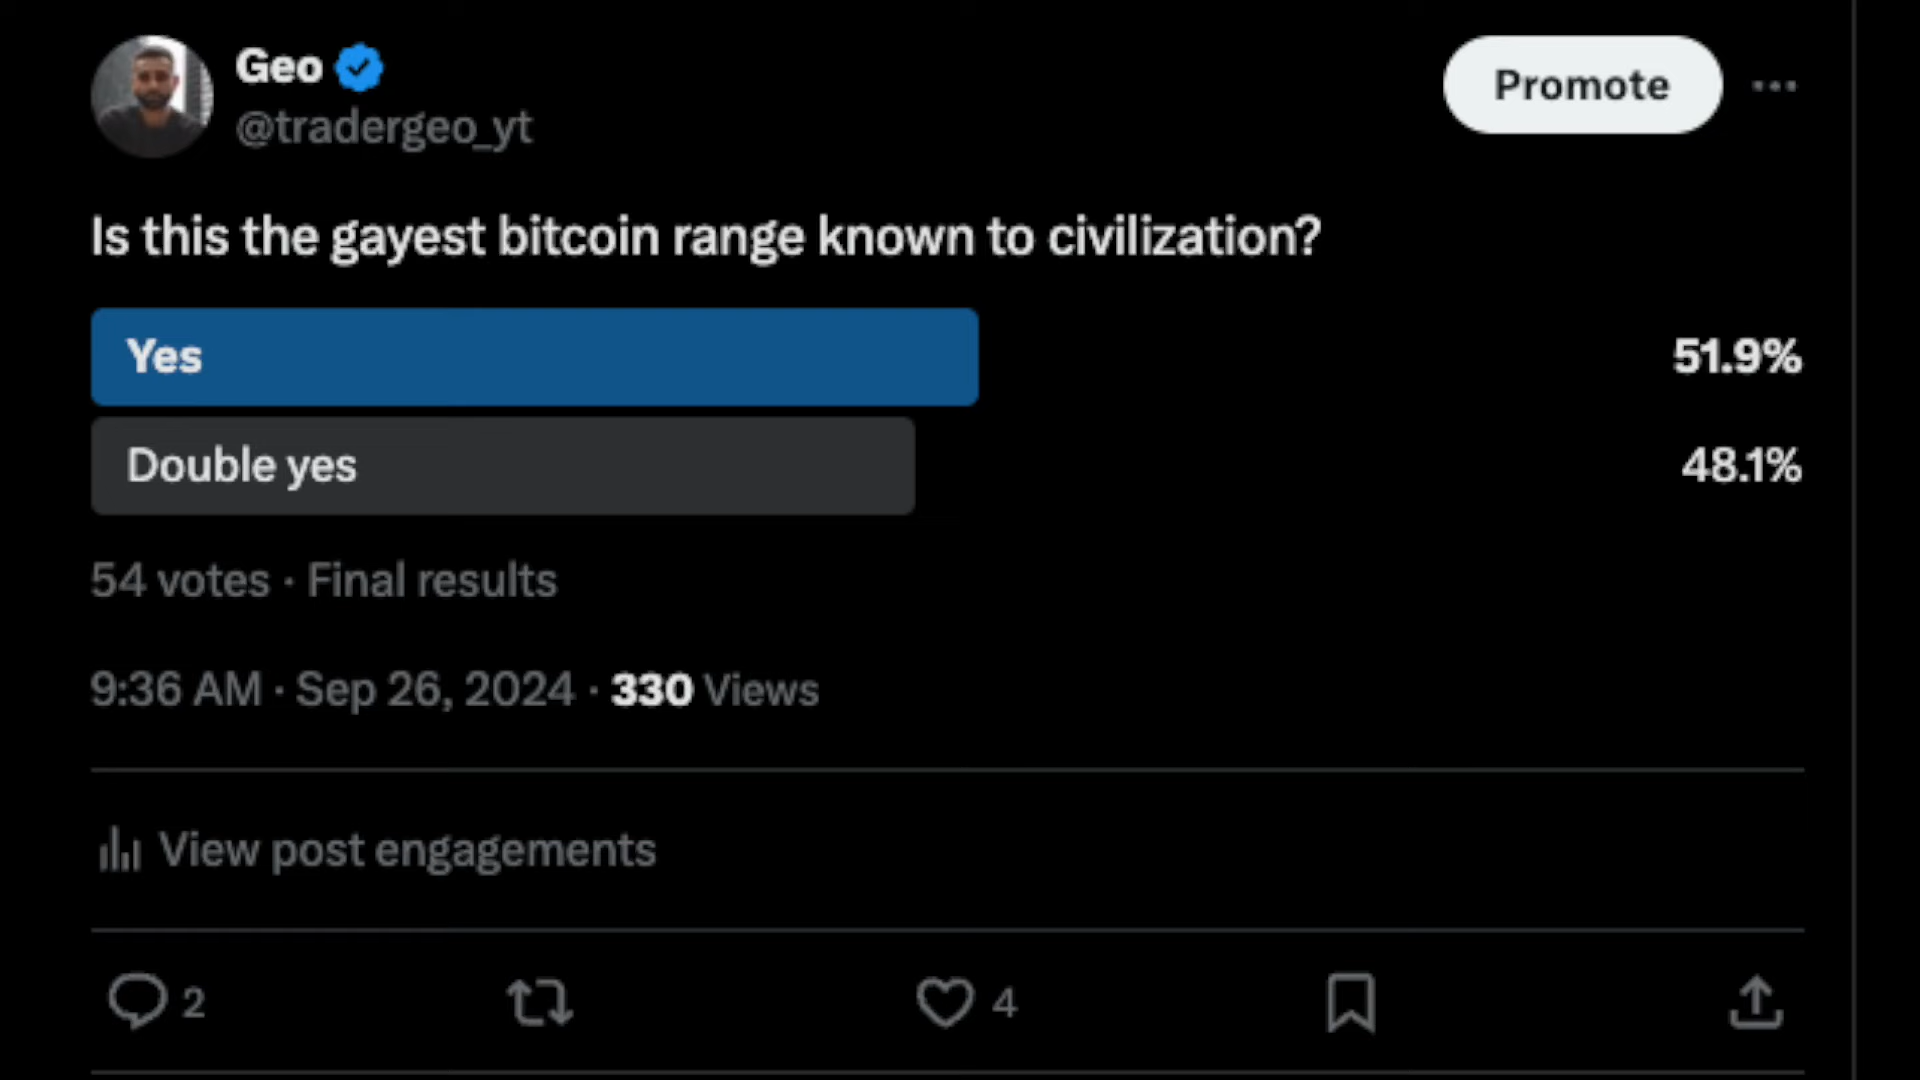 Geo
@tradergeo_yt
Promote
Is this the gayest bitcoin range known to civilization?
Yes 51.9%
Double yes 48.1%
54 votes · Final results
9:36 AM · Sep 26, 2024 · 330 Views
View post engagements
2 4